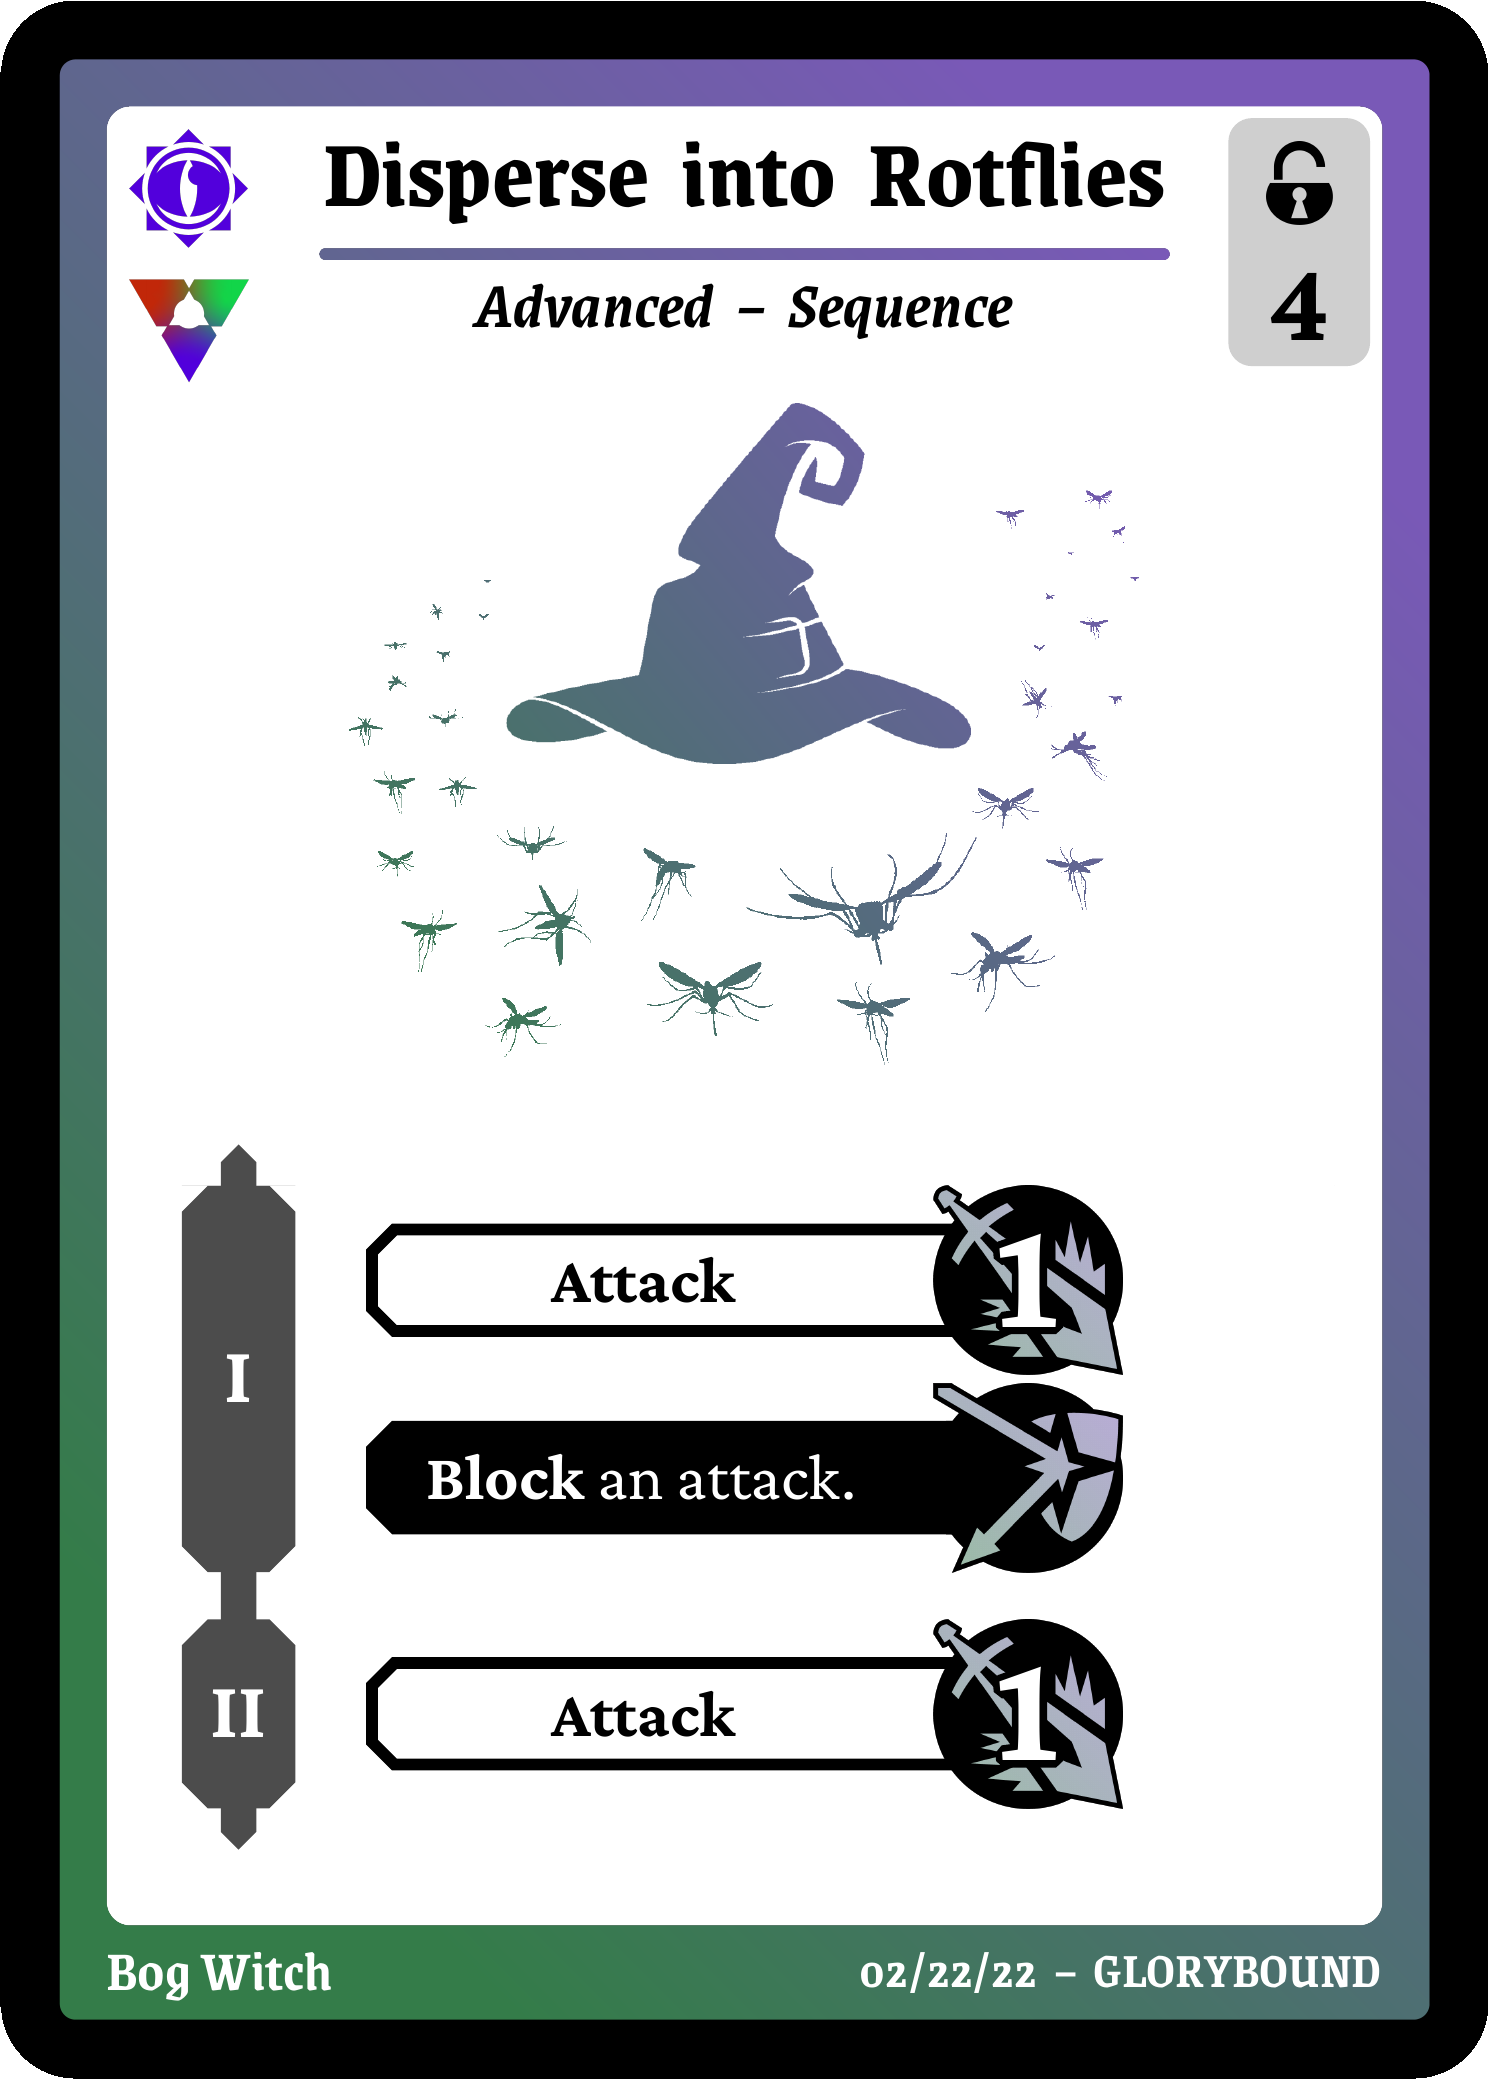 Disperse into Rotflies
4
Advanced – Sequence
Attack
1
I
Block an attack.
II
Attack
1
Bog Witch
02/22/22 – GLORYBOUND